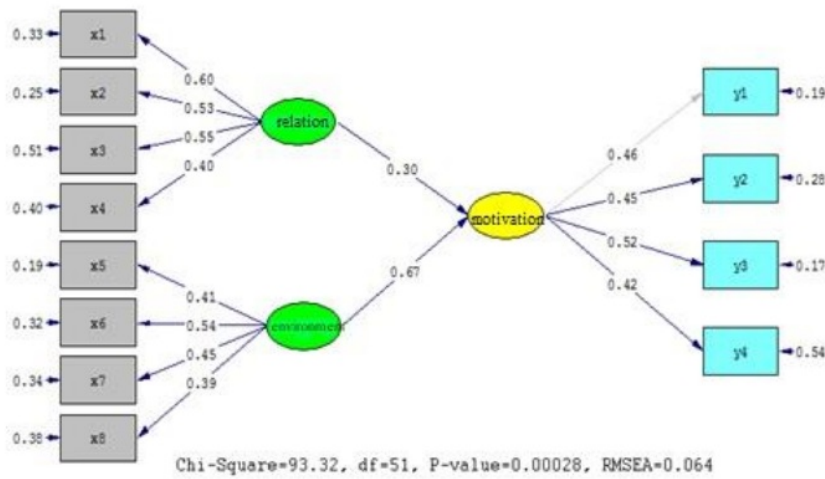 0.33 x1
0.25 x2
0.51 x3
0.40 x4
0.19 x5
0.32 x6
0.34 x7
0.38 x8
0.60
0.53
0.55
0.40
relation
0.41
0.54
0.45
0.39
environment
0.30
0.67
motivation
0.46
0.45
0.52
0.42
y1 0.19
y2 0.28
y3 0.17
y4 0.54
Chi-Square=93.32, df=51, P-value=0.00028, RMSEA=0.064